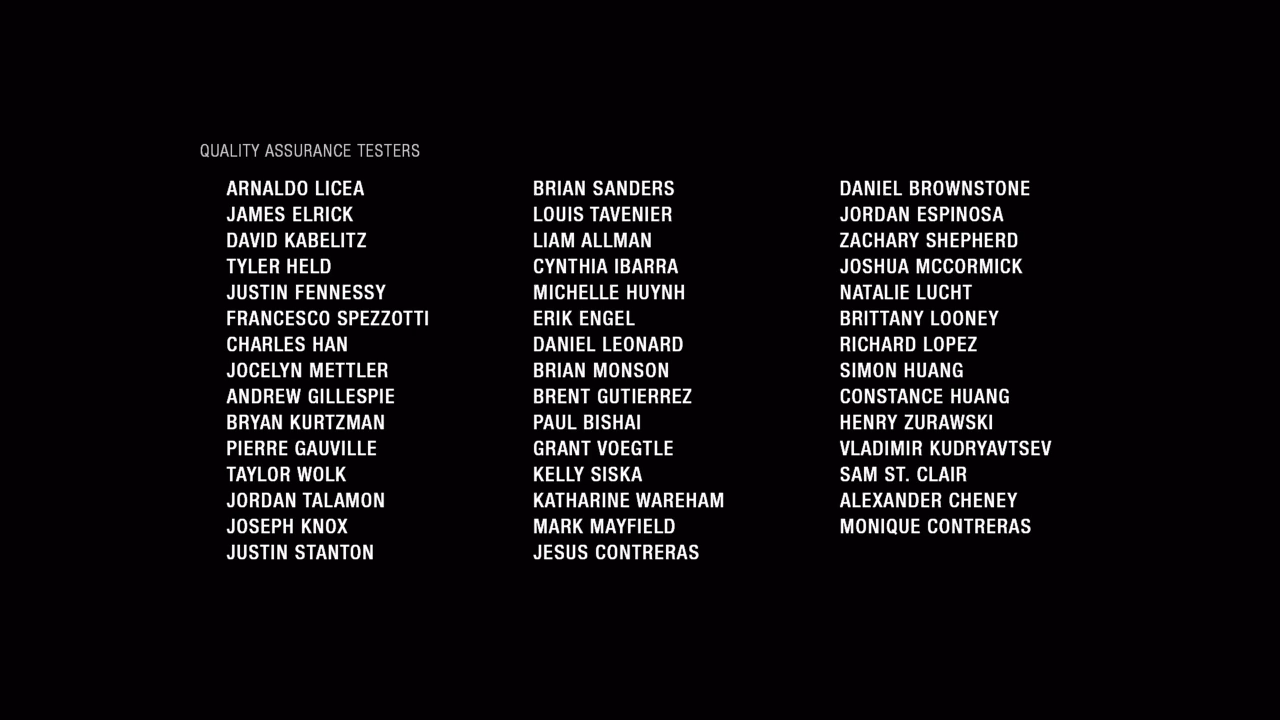 QUALITY ASSURANCE TESTERS
ARNALDO LICEA
JAMES ELRICK
DAVID KABELITZ
TYLER HELD
JUSTIN FENNESSY
FRANCESCO SPEZZOTTI
CHARLES HAN
JOCELYN METTLER
ANDREW GILLESPIE
BRYAN KURTZMAN
PIERRE GAUVILLE
TAYLOR WOLK
JORDAN TALAMON
JOSEPH KNOX
JUSTIN STANTON
BRIAN SANDERS
LOUIS TAVENIER
LIAM ALLMAN
CYNTHIA IBARRA
MICHELLE HUYNH
ERIK ENGEL
DANIEL LEONARD
BRIAN MONSON
BRENT GUTIERREZ
PAUL BISHAI
GRANT VOEGTLE
KELLY SISKA
KATHARINE WAREHAM
MARK MAYFIELD
JESUS CONTRERAS
DANIEL BROWNSTONE
JORDAN ESPINOSA
ZACHARY SHEPHERD
JOSHUA MCCORMICK
NATALIE LUCHT
BRITTANY LOONEY
RICHARD LOPEZ
SIMON HUANG
CONSTANCE HUANG
HENRY ZURAWSKI
VLADIMIR KUDRYAVTSEV
SAM ST. CLAIR
ALEXANDER CHENEY
MONIQUE CONTRERAS